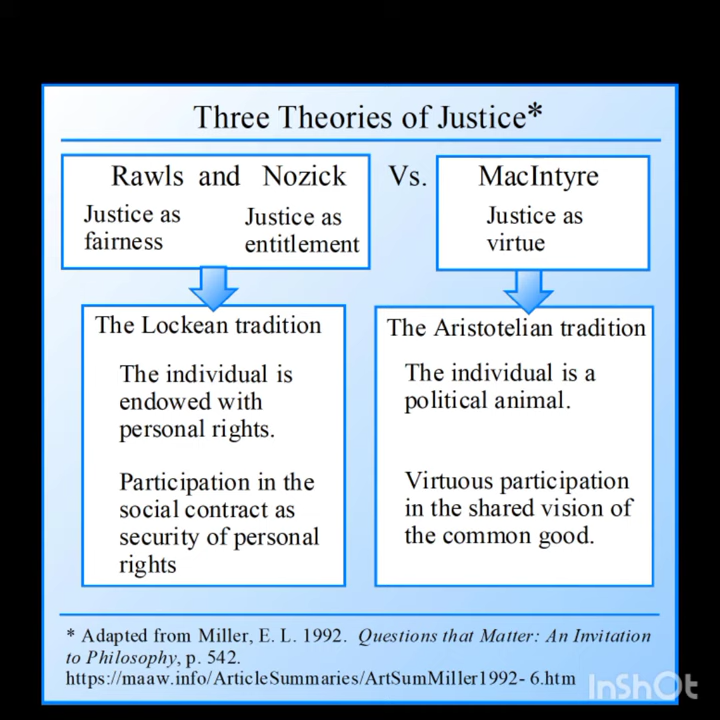 Three Theories of Justice*
Rawls and Nozick
Justice as
fairness
Justice as
entitlement
Vs.
MacIntyre
Justice as
virtue
The Lockean tradition
The individual is
endowed with
personal rights.
Participation in the
social contract as
security of personal
rights
The Aristotelian tradition
The individual is a
political animal.
Virtuous participation
in the shared vision of
the common good.
* Adapted from Miller, E. L. 1992. Questions that Matter: An Invitation
to Philosophy, p. 542.
https://maaw.info/ArticleSummaries/ArtSumMiller1992- 6.htm
InShOt